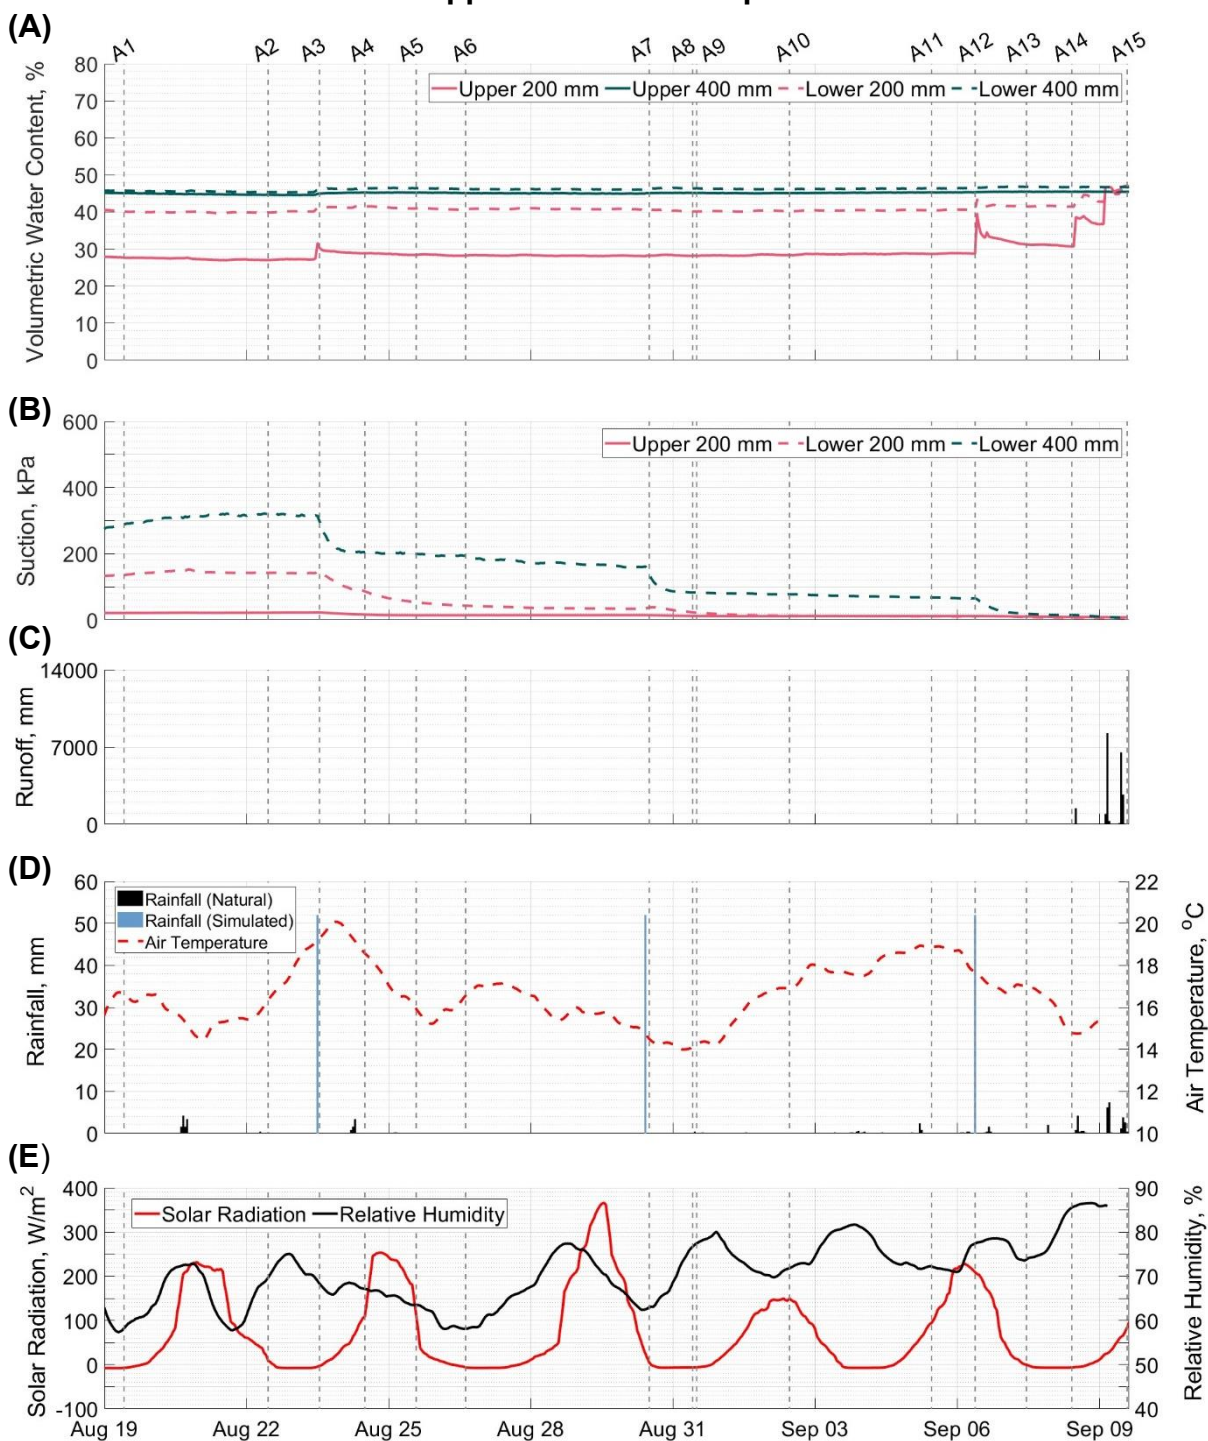 (A)
A1 A2 A3 A4 A5 A6 A7 A8 A9 A10 A11 A12 A13 A14 A15
Volumetric Water Content, %
80
70
60
50
40
30
20
10
0
Upper 200 mm Upper 400 mm Lower 200 mm Lower 400 mm
(B)
Suction, kPa
600
400
200
0
Upper 200 mm Lower 200 mm Lower 400 mm
(C)
Runoff, mm
14000
7000
0
(D)
Rainfall, mm
60
50
40
30
20
10
0
Rainfall (Natural)
Rainfall (Simulated)
Air Temperature
22
20
18
16
14
12
10
Air Temperature, °C
(E)
Solar Radiation, W/m²
400
300
200
100
0
-100
Solar Radiation Relative Humidity
90
80
70
60
50
40
Relative Humidity, %
Aug 19 Aug 22 Aug 25 Aug 28 Aug 31 Sep 03 Sep 06 Sep 09